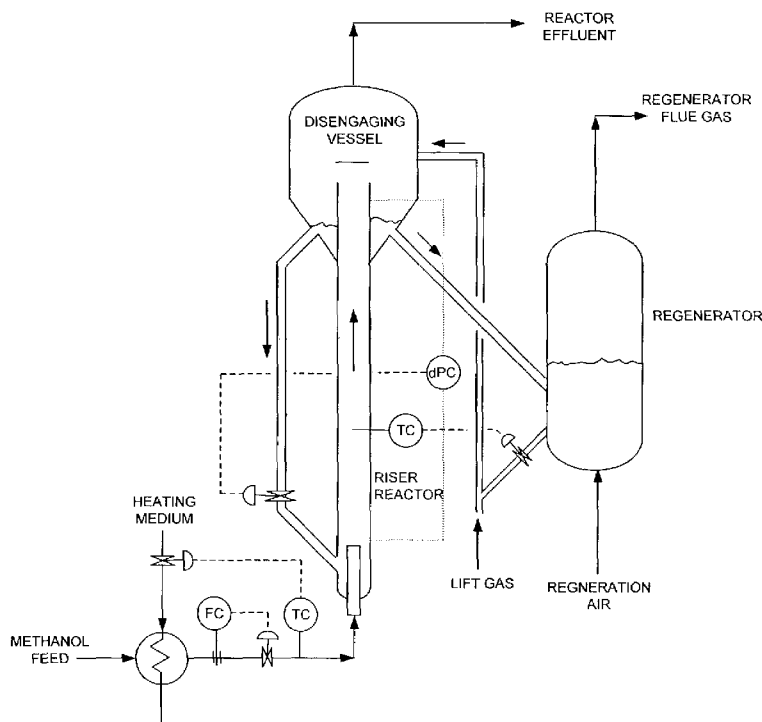 REACTOR
EFFLUENT
REGENERATOR
FLUE GAS
DISENGAGING
VESSEL
REGENERATOR
dPC
TC
RISER
REACTOR
HEATING
MEDIUM
LIFT GAS
REGNERATION
AIR
FC
TC
METHANOL
FEED